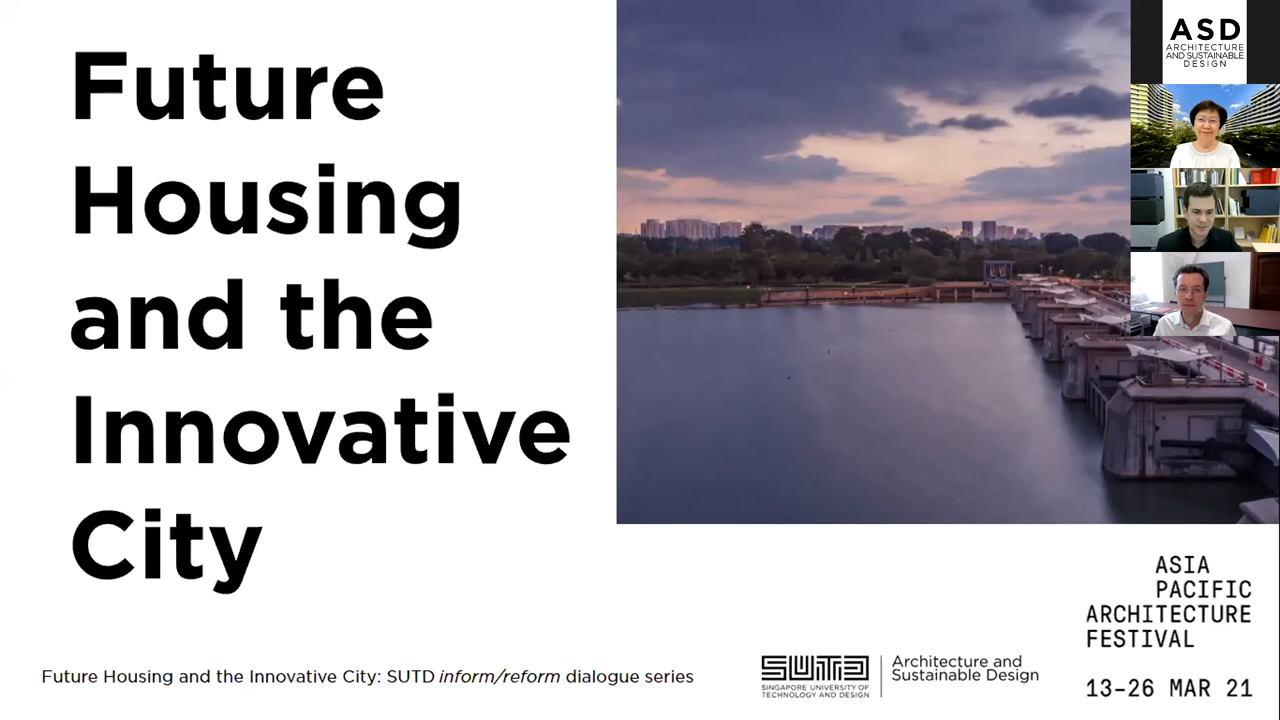 Future
Housing
and the
Innovative
City
ASD
ARCHITECTURE
AND SUSTAINABLE
DESIGN
ASIA
PACIFIC
ARCHITECTURE
FESTIVAL
13–26 MAR 21
Future Housing and the Innovative City: SUTD inform/reform dialogue series
SUTD
SINGAPORE UNIVERSITY OF
TECHNOLOGY AND DESIGN
Architecture and
Sustainable Design